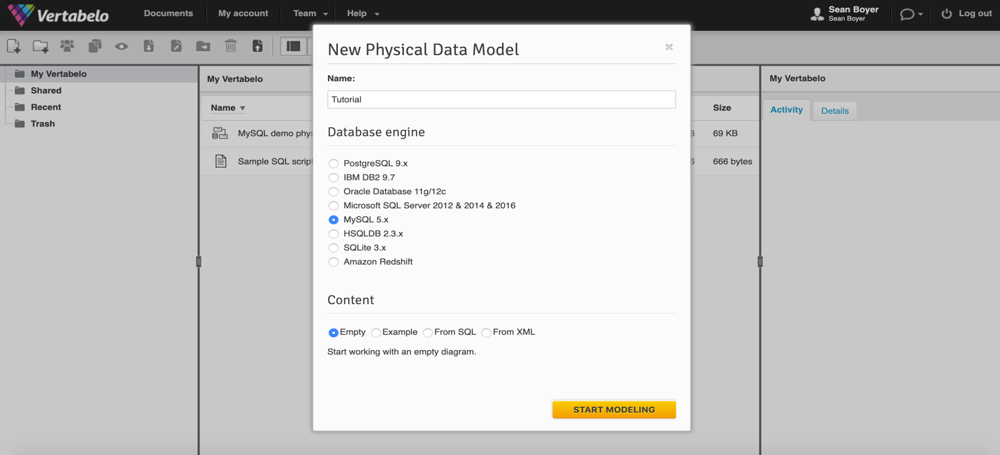 Vertabelo
Documents
My account
Team
Help
Sean Boyer
Sean Boyer
Log out
My Vertabelo
Shared
Recent
Trash
My Vertabelo
Name
MySQL demo
Sample SQL
Size
69 KB
666 bytes
My Vertabelo
Activity
Details
New Physical Data Model
Name:
Tutorial
Database engine
PostgreSQL 9.x
IBM DB2 9.7
Oracle Database 11g/12c
Microsoft SQL Server 2012 & 2014 & 2016
MySQL 5.x
HSQLDB 2.3.x
SQLite 3.x
Amazon Redshift
Content
Empty Example From SQL From XML
Start working with an empty diagram.
START MODELING